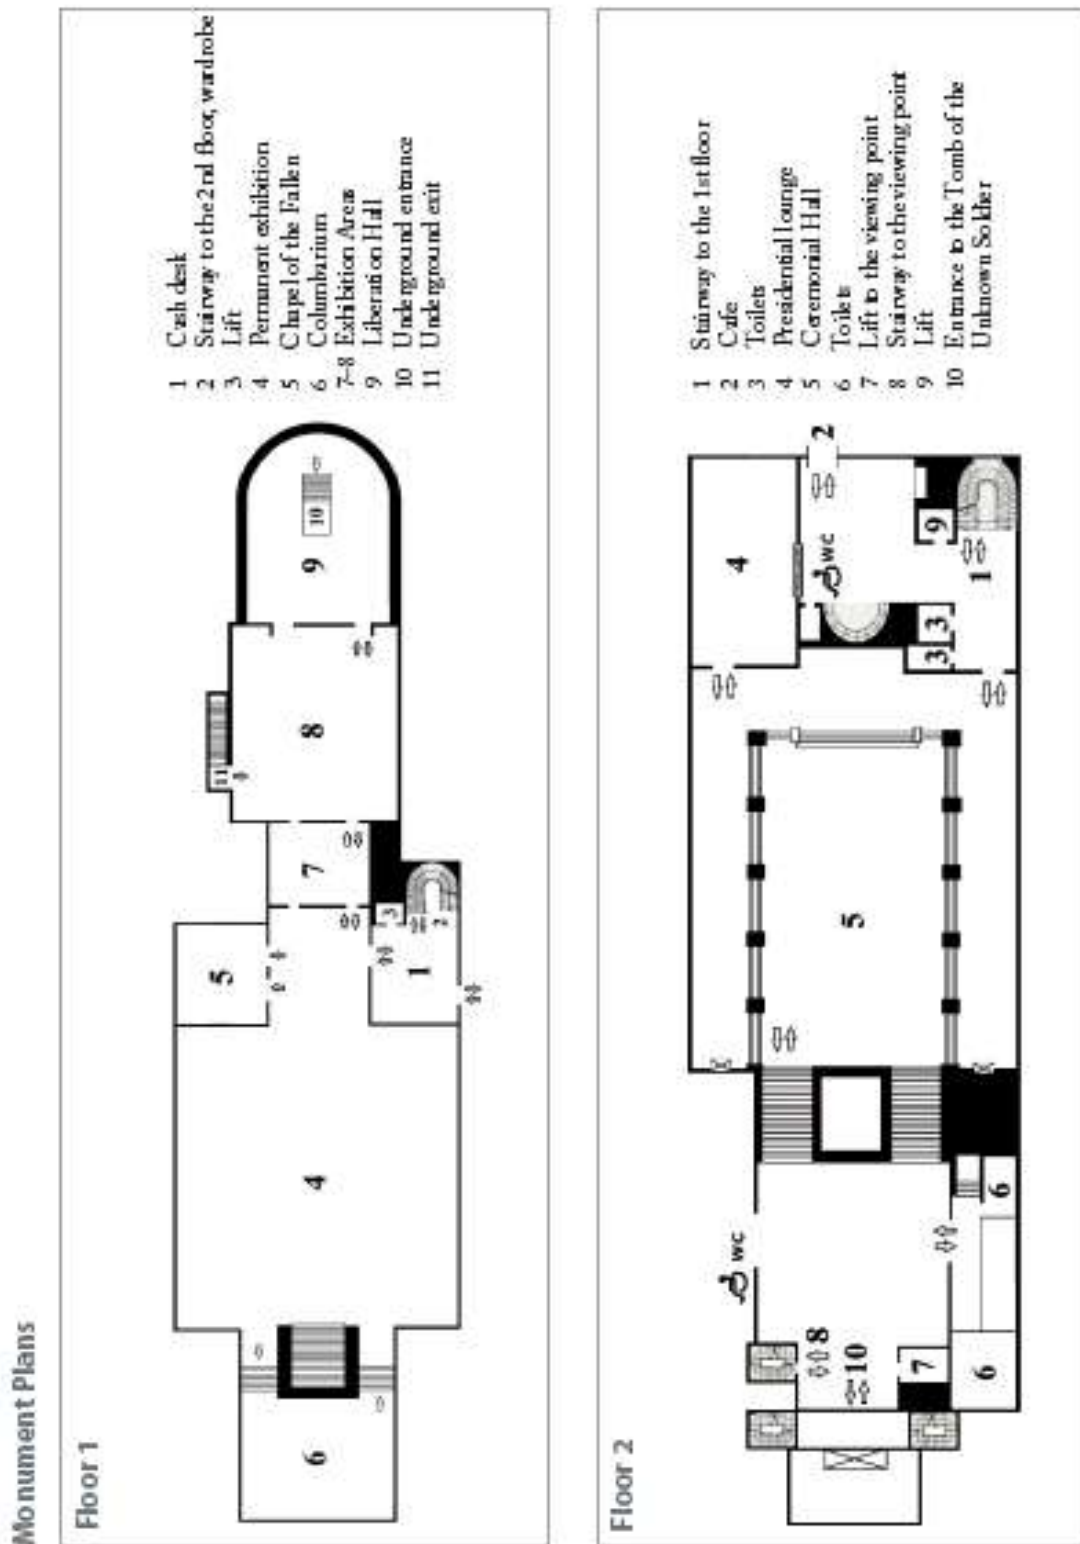 Monument Plans
Floor 1
1 Cash desk
2 Stairway to the 2nd floor, wardrobe
3 Lift
4 Permanent exhibition
5 Chapel of the Fallen
6 Columbarium
7-8 Exhibition Areas
9 Liberation Hall
10 Underground entrance
11 Underground exit
6
4
5
1
2
3
7
8
11
9
10
Floor 2
1 Stairway to the 1st floor
2 Cafe
3 Toilets
4 Presidential lounge
5 Ceremonial Hall
6 Toilets
7 Lift to the viewing point
8 Stairway to the viewing point
9 Lift
10 Entrance to the Tomb of the
Unknown Soldier
WC
8
10
7
6
6
5
4
WC
2
3
3
9
1